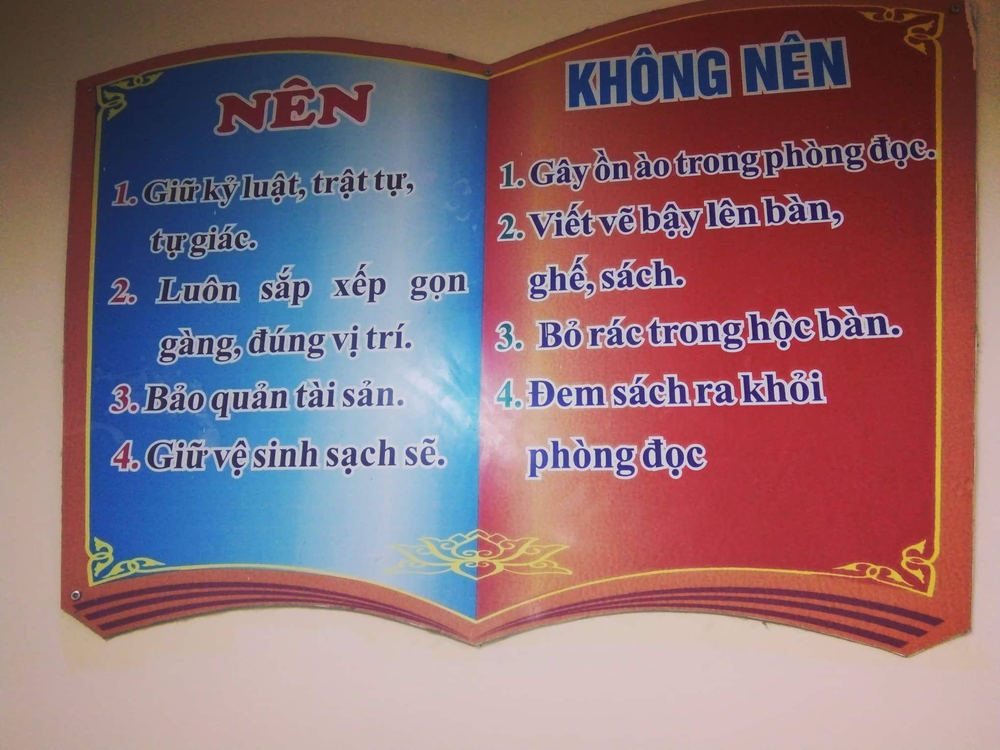 NÊN
1. Giữ kỷ luật, trật tự,
tự giác.
2. Luôn sắp xếp gọn
gàng, đúng vị trí.
3. Bảo quản tài sản.
4. Giữ vệ sinh sạch sẽ.
KHÔNG NÊN
1. Gây ồn ào trong phòng đọc.
2. Viết vẽ bậy lên bàn,
ghế, sách.
3. Bỏ rác trong hộc bàn.
4. Đem sách ra khỏi
phòng đọc